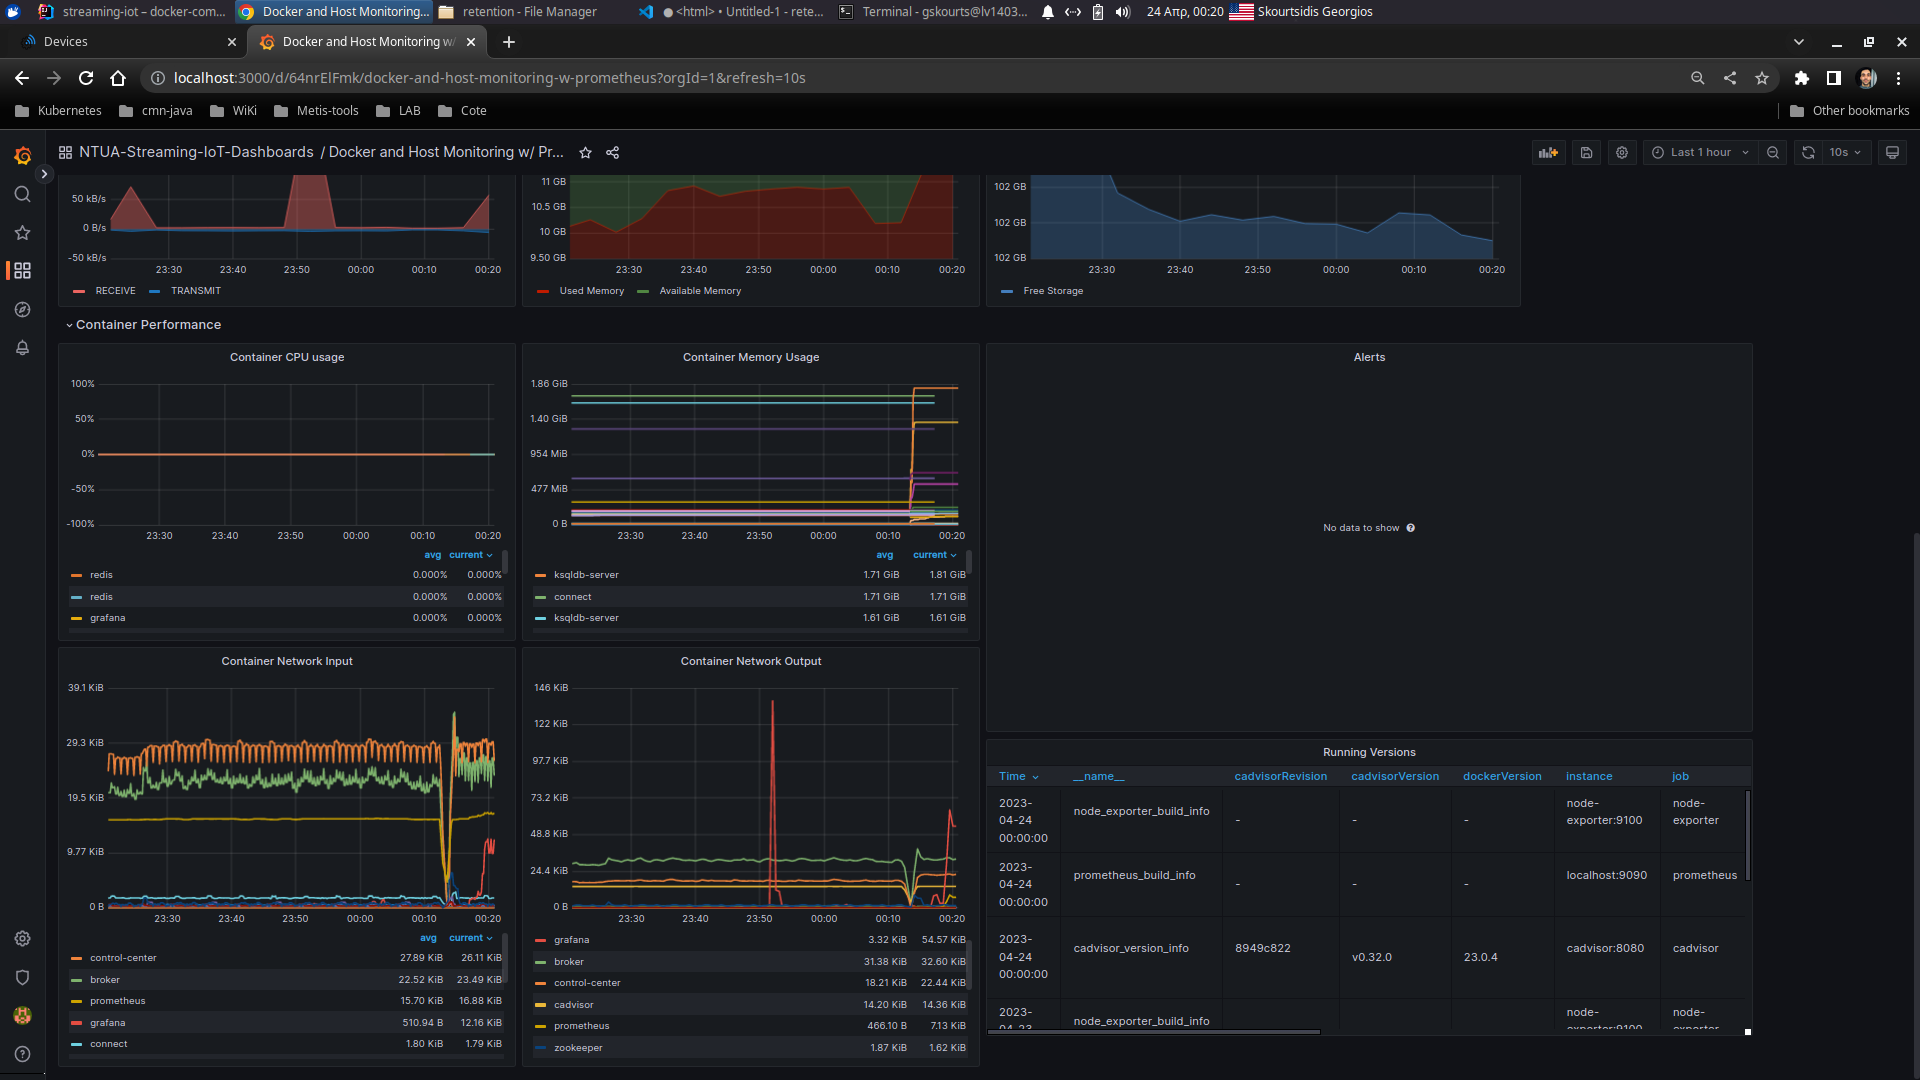 streaming-iot – docker-com...
Docker and Host Monitoring...
retention - File Manager
● <html> • Untitled-1 - rete...
Terminal - gskourts@lv1403...
24 Απρ, 00:20
Skourtsidis Georgios
Devices
Docker and Host Monitoring w/
localhost:3000/d/64nrElFmk/docker-and-host-monitoring-w-prometheus?orgId=1&refresh=10s
Kubernetes
cmn-java
WiKi
Metis-tools
LAB
Cote
Other bookmarks
NTUA-Streaming-IoT-Dashboards / Docker and Host Monitoring w/ Pr...
Last 1 hour
10s
50 kB/s
0 B/s
-50 kB/s
23:30 23:40 23:50 00:00 00:10 00:20
RECEIVE TRANSMIT
11 GB
10.5 GB
10 GB
9.50 GB
23:30 23:40 23:50 00:00 00:10 00:20
Used Memory Available Memory
102 GB
102 GB
102 GB
23:30 23:40 23:50 00:00 00:10 00:20
Free Storage
Container Performance
Container CPU usage
100%
50%
0%
-50%
-100%
23:30 23:40 23:50 00:00 00:10 00:20
avg current
redis 0.000% 0.000%
redis 0.000% 0.000%
grafana 0.000% 0.000%
Container Memory Usage
1.86 GiB
1.40 GiB
954 MiB
477 MiB
0 B
23:30 23:40 23:50 00:00 00:10 00:20
avg current
ksqldb-server 1.71 GiB 1.81 GiB
connect 1.71 GiB 1.71 GiB
ksqldb-server 1.61 GiB 1.61 GiB
Alerts
No data to show
Container Network Input
39.1 KiB
29.3 KiB
19.5 KiB
9.77 KiB
0 B
23:30 23:40 23:50 00:00 00:10 00:20
avg current
control-center 27.89 KiB 26.11 KiB
broker 22.52 KiB 23.49 KiB
prometheus 15.70 KiB 16.88 KiB
grafana 510.94 B 12.16 KiB
connect 1.80 KiB 1.79 KiB
Container Network Output
146 KiB
122 KiB
97.7 KiB
73.2 KiB
48.8 KiB
24.4 KiB
0 B
23:30 23:40 23:50 00:00 00:10 00:20
grafana 3.32 KiB 54.57 KiB
broker 31.38 KiB 32.60 KiB
control-center 18.21 KiB 22.44 KiB
cadvisor 14.20 KiB 14.36 KiB
prometheus 466.10 B 7.13 KiB
zookeeper 1.87 KiB 1.62 KiB
Running Versions
Time __name__ cadvisorRevision cadvisorVersion dockerVersion instance job
2023-04-24 00:00:00 node_exporter_build_info - - - node-exporter:9100 node-exporter
2023-04-24 00:00:00 prometheus_build_info - - - localhost:9090 prometheus
2023-04-24 00:00:00 cadvisor_version_info 8949c822 v0.32.0 23.0.4 cadvisor:8080 cadvisor
2023-04-23 node_exporter_build_info node-exporter:9100 node-exporter